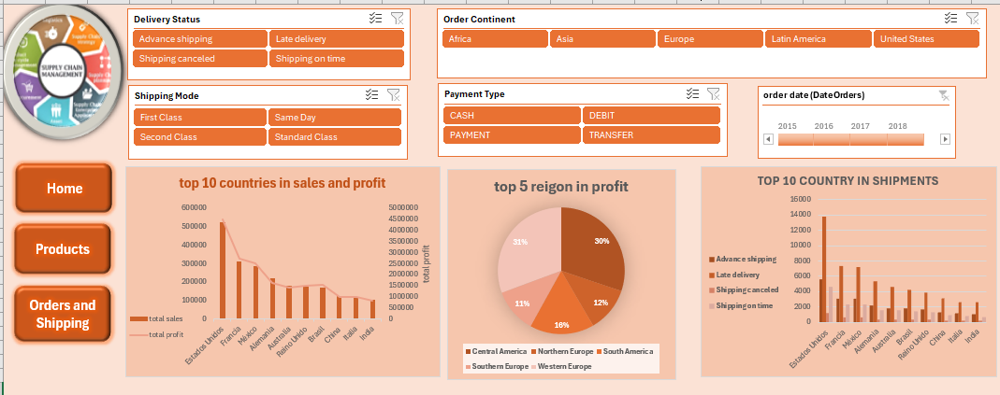 SUPPLY CHAIN
MANAGEMENT
Delivery Status
Advance shipping
Late delivery
Shipping canceled
Shipping on time
Order Continent
Africa
Asia
Europe
Latin America
United States
Shipping Mode
First Class
Same Day
Second Class
Standard Class
Payment Type
CASH
DEBIT
PAYMENT
TRANSFER
order date (DateOrders)
2015 2016 2017 2018
Home
Products
Orders and
Shipping
top 10 countries in sales and profit
600000
500000
400000
300000
200000
100000
0
5000000
4500000
4000000
3500000
3000000
2500000
2000000
1500000
1000000
500000
0
total profit
total sales
total profit
Estados Unidos
Francia
México
Alemania
Australia
Reino Unido
Brasil
China
Italia
India
top 5 reigon in profit
31%
30%
11%
12%
16%
Central America
Northern Europe
South America
Southern Europe
Western Europe
TOP 10 COUNTRY IN SHIPMENTS
16000
14000
12000
10000
8000
6000
4000
2000
0
Advance shipping
Late delivery
Shipping canceled
Shipping on time
Estados Unidos
Francia
México
Alemania
Australia
Brasil
Reino Unido
China
Italia
India